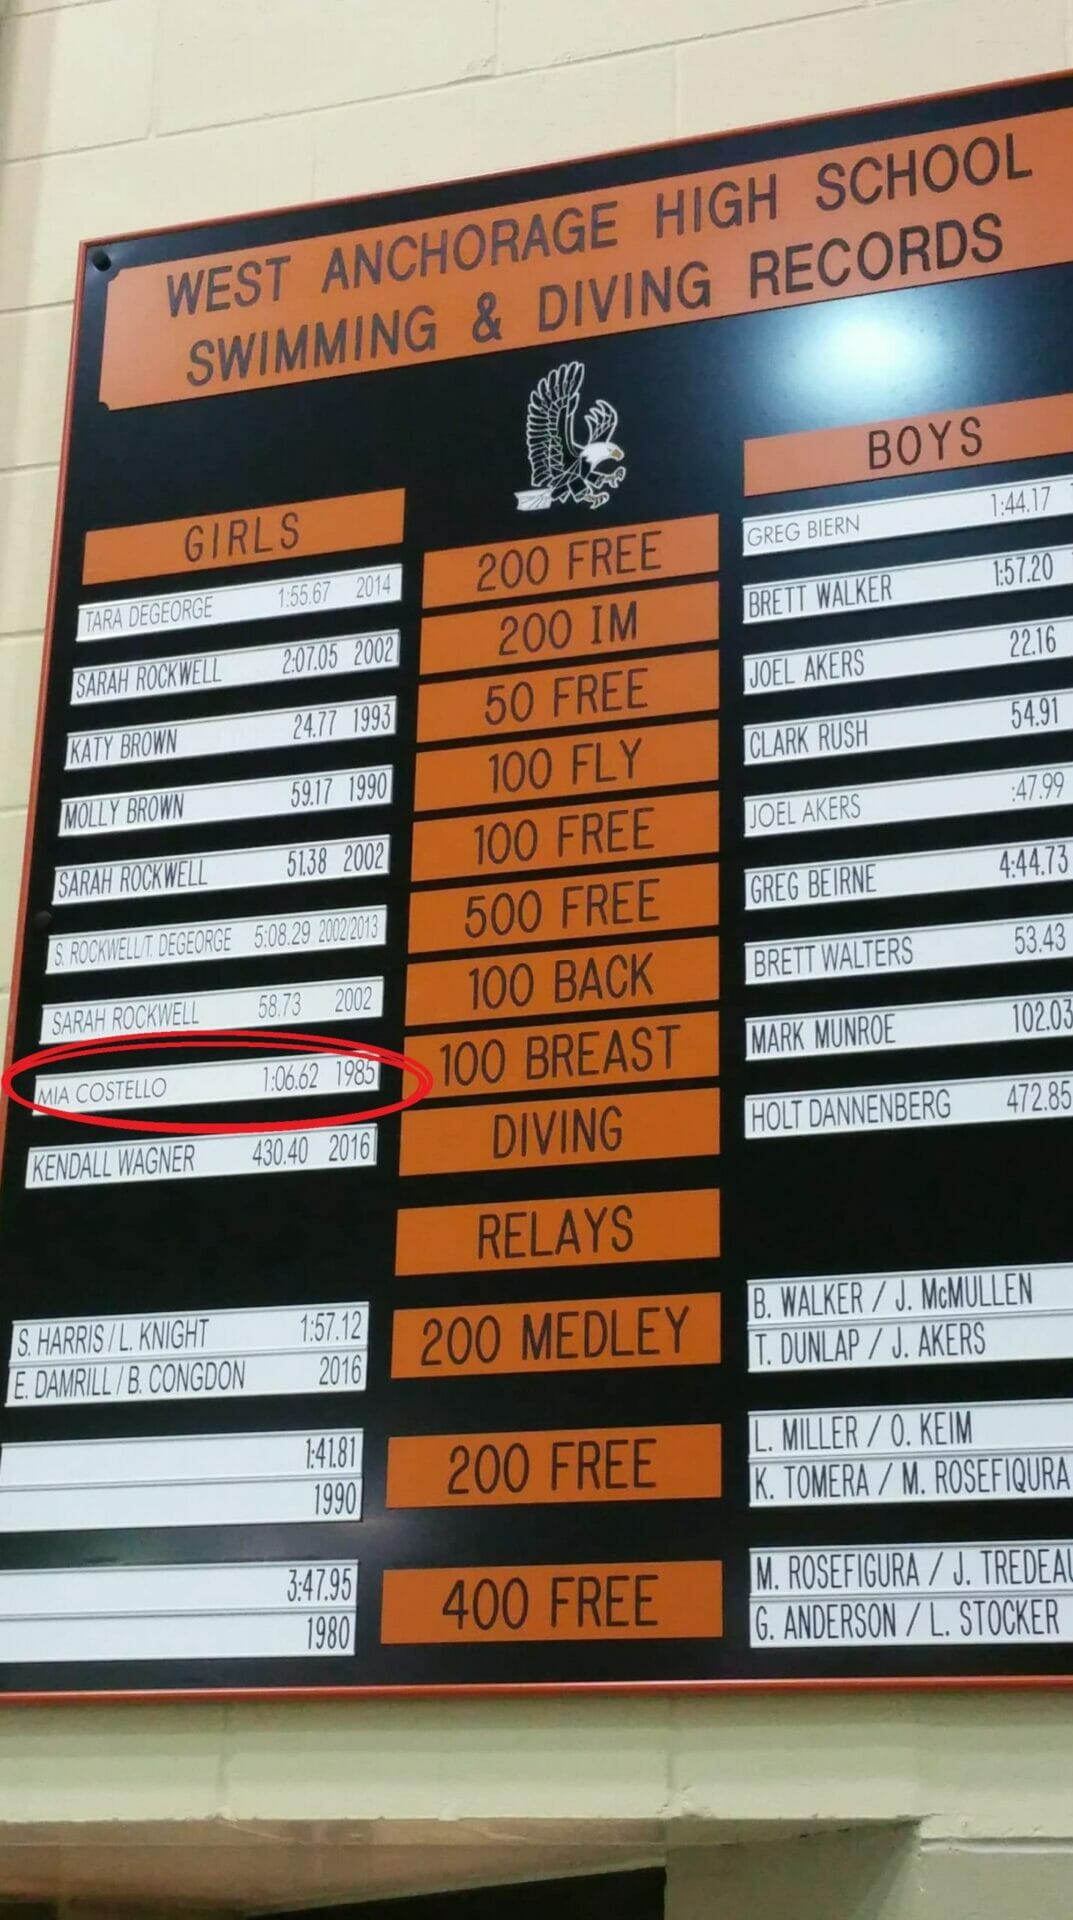 WEST ANCHORAGE HIGH SCHOOL
SWIMMING & DIVING RECORDS
GIRLS
BOYS
TARA DEGEORGE 1:55.67 2014 200 FREE GREG BIERN 1:44.17
SARAH ROCKWELL 2:07.05 2002 200 IM BRETT WALKER 1:57.20
KATY BROWN 24.77 1993 50 FREE JOEL AKERS 22.16
MOLLY BROWN 59.17 1990 100 FLY CLARK RUSH 54.91
SARAH ROCKWELL 51.38 2002 100 FREE JOEL AKERS :47.99
S. ROCKWELL/T. DEGEORGE 5:08.29 2002/2013 500 FREE GREG BEIRNE 4:44.73
SARAH ROCKWELL 58.73 2002 100 BACK BRETT WALTERS 53.43
MIA COSTELLO 1:06.62 1985 100 BREAST MARK MUNROE 102.03
KENDALL WAGNER 430.40 2016 DIVING HOLT DANNENBERG 472.85
RELAYS
S. HARRIS / L. KNIGHT 1:57.12 200 MEDLEY B. WALKER / J. McMULLEN
E. DAMRILL / B. CONGDON 2016 T. DUNLAP / J. AKERS
1:41.81 200 FREE L. MILLER / O. KEIM
1990 K. TOMERA / M. ROSEFIQURA
3:47.95 400 FREE M. ROSEFIGURA / J. TREDEAU
1980 G. ANDERSON / L. STOCKER